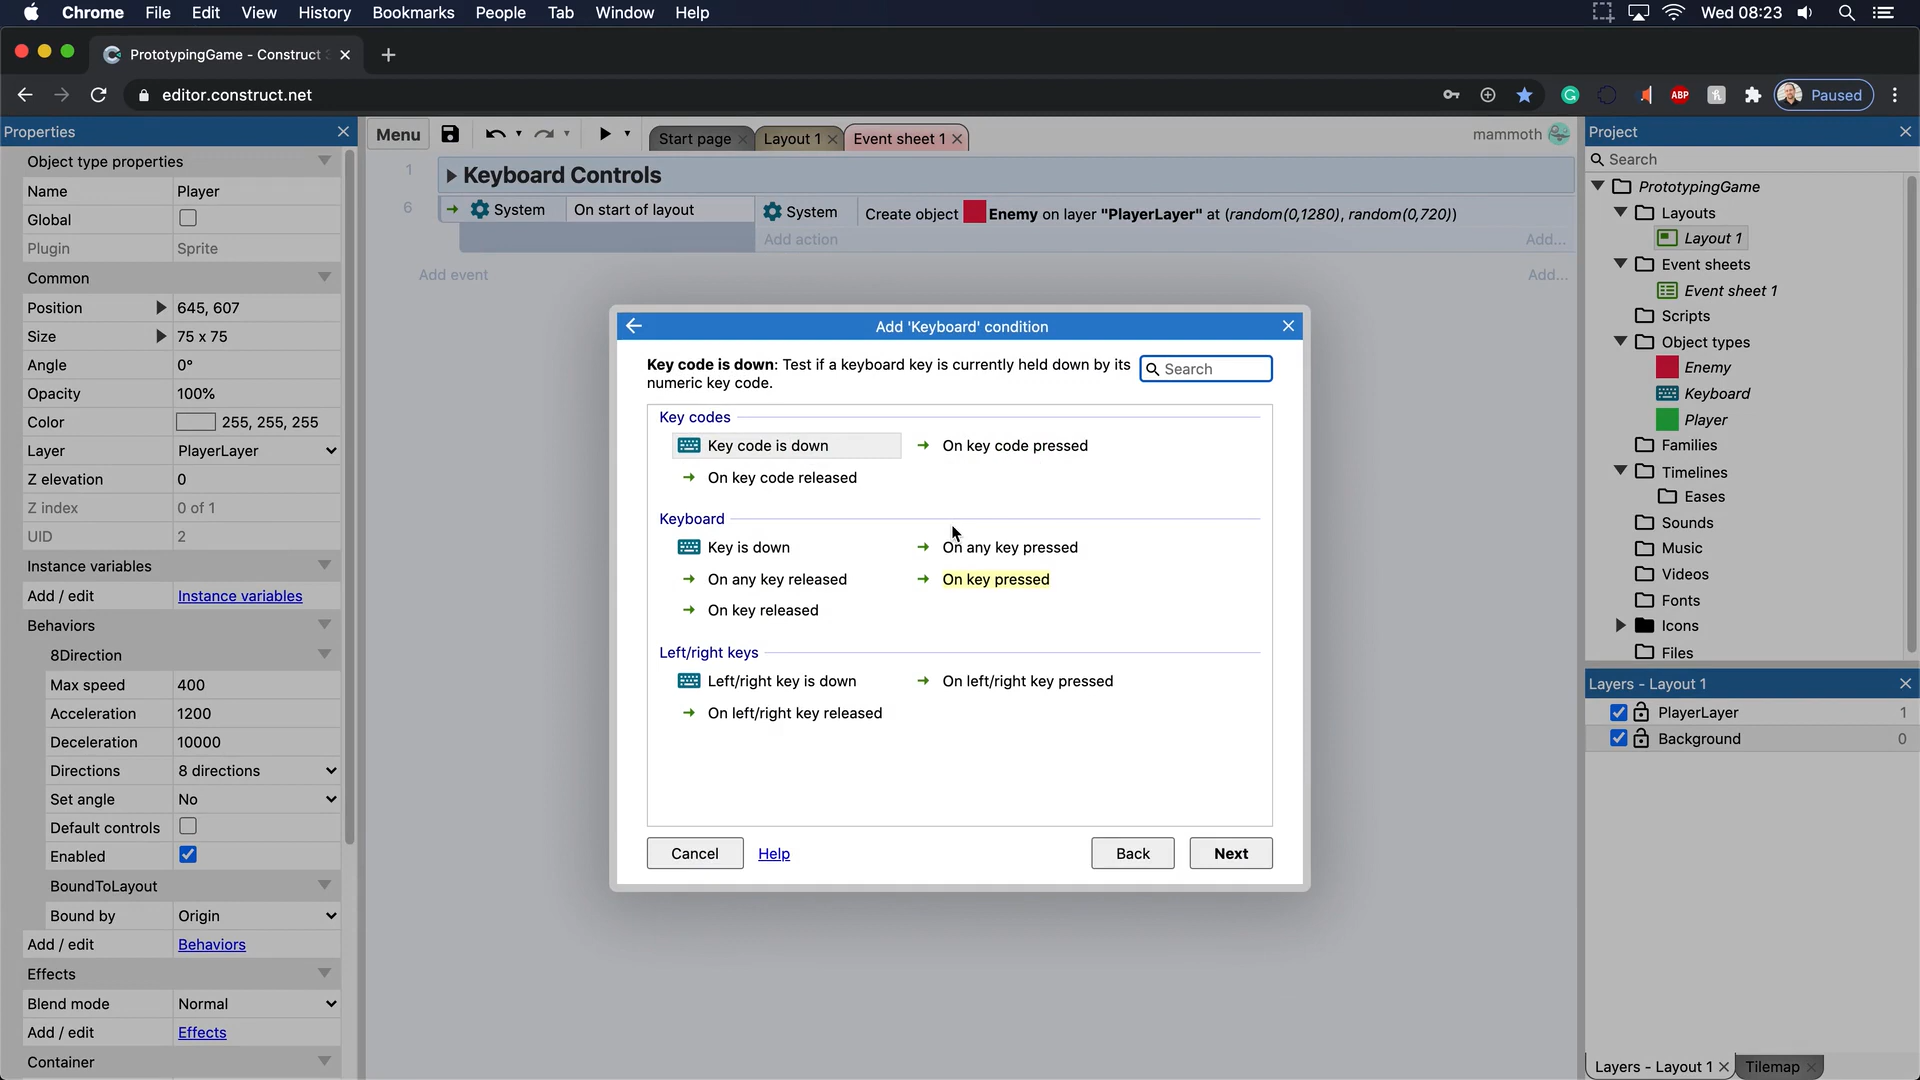 Chrome File Edit View History Bookmarks People Tab Window Help Wed 08:23
PrototypingGame - Construct 3
editor.construct.net ABP Paused
Properties
Object type properties
Name Player
Global
Plugin Sprite
Common
Position 645, 607
Size 75 x 75
Angle 0°
Opacity 100%
Color 255, 255, 255
Layer PlayerLayer
Z elevation 0
Z index 0 of 1
UID 2
Instance variables
Add / edit Instance variables
Behaviors
8Direction
Max speed 400
Acceleration 1200
Deceleration 10000
Directions 8 directions
Set angle No
Default controls
Enabled
BoundToLayout
Bound by Origin
Add / edit Behaviors
Effects
Blend mode Normal
Add / edit Effects
Container
Menu Start page Layout 1 Event sheet 1 mammoth
1 Keyboard Controls
6 System On start of layout System Create object Enemy on layer "PlayerLayer" at (random(0,1280), random(0,720))
Add action Add...
Add event Add...
Add 'Keyboard' condition
Key code is down: Test if a keyboard key is currently held down by its
numeric key code.
Search
Key codes
Key code is down On key code pressed
On key code released
Keyboard
Key is down On any key pressed
On any key released On key pressed
On key released
Left/right keys
Left/right key is down On left/right key pressed
On left/right key released
Cancel Help Back Next
Project
Search
PrototypingGame
Layouts
Layout 1
Event sheets
Event sheet 1
Scripts
Object types
Enemy
Keyboard
Player
Families
Timelines
Eases
Sounds
Music
Videos
Fonts
Icons
Files
Layers - Layout 1
PlayerLayer 1
Background 0
Layers - Layout 1 Tilemap